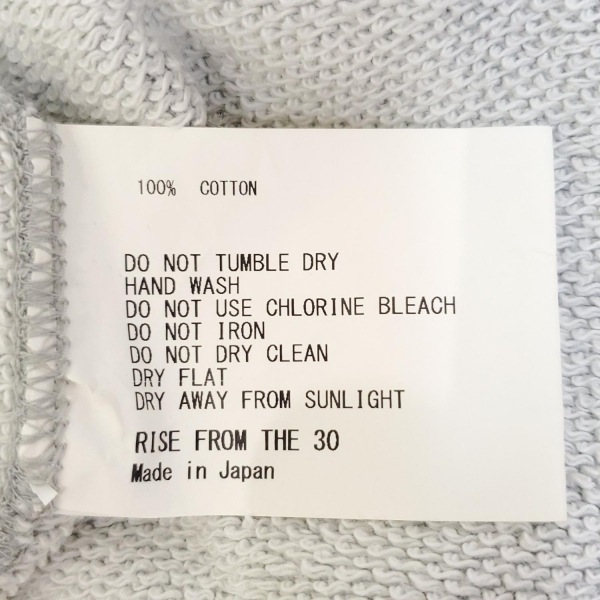 100% COTTON
DO NOT TUMBLE DRY
HAND WASH
DO NOT USE CHLORINE BLEACH
DO NOT IRON
DO NOT DRY CLEAN
DRY FLAT
DRY AWAY FROM SUNLIGHT
RISE FROM THE 30
Made in Japan